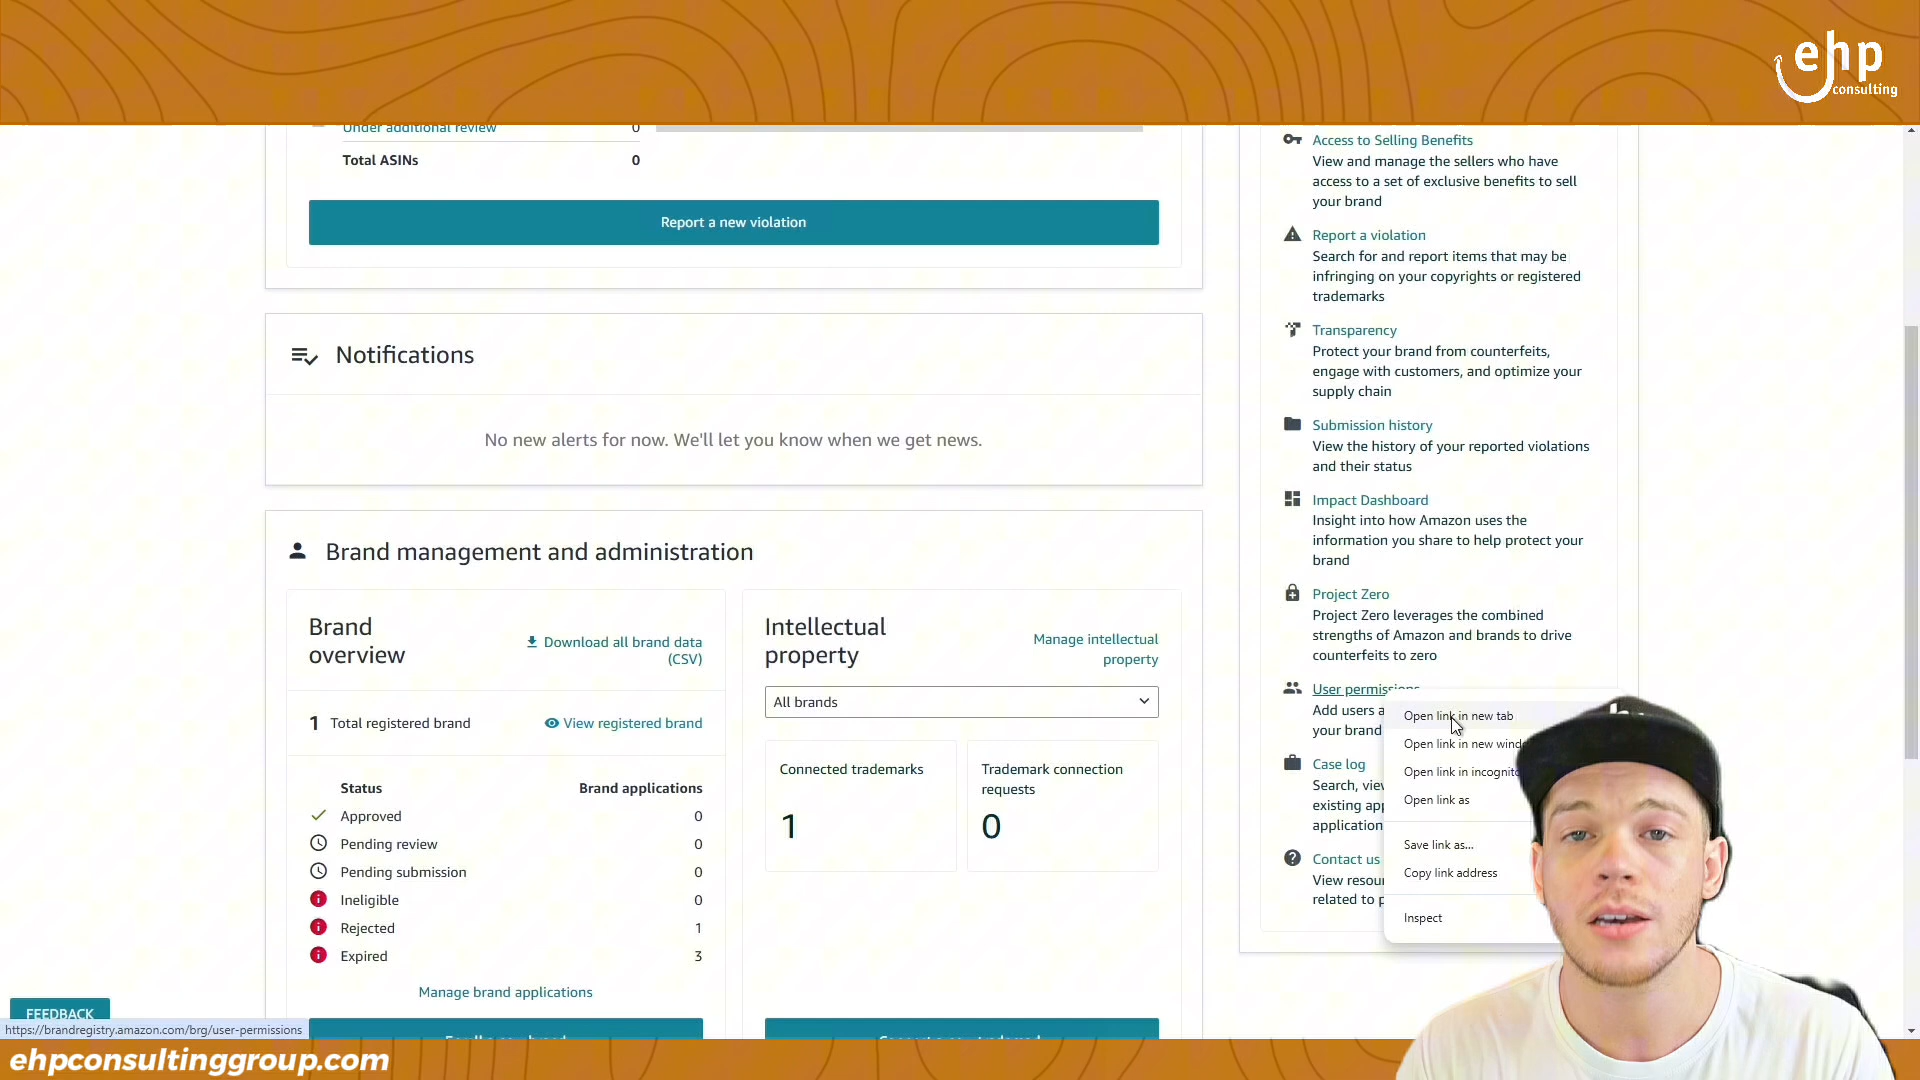 ehp
consulting
Under additional review 0
Total ASINs 0
Report a new violation
Notifications
No new alerts for now. We'll let you know when we get news.
Brand management and administration
Brand
overview
Download all brand data
(CSV)
1 Total registered brand
View registered brand
Status Brand applications
Approved 0
Pending review 0
Pending submission 0
Ineligible 0
Rejected 1
Expired 3
Manage brand applications
Intellectual
property
Manage intellectual
property
All brands
Connected trademarks
1
Trademark connection
requests
0
Access to Selling Benefits
View and manage the sellers who have
access to a set of exclusive benefits to sell
your brand
Report a violation
Search for and report items that may be
infringing on your copyrights or registered
trademarks
Transparency
Protect your brand from counterfeits,
engage with customers, and optimize your
supply chain
Submission history
View the history of your reported violations
and their status
Impact Dashboard
Insight into how Amazon uses the
information you share to help protect your
brand
Project Zero
Project Zero leverages the combined
strengths of Amazon and brands to drive
counterfeits to zero
User permissions
Add users
your brand
Case log
Search,
existing
application
Contact us
View
related to
Open link in new tab
Open link in new
Open link in incognito
Open link as
Save link as...
Copy link address
Inspect
FEEDBACK
https://brandregistry.amazon.com/brg/user-permissions
ehpconsultinggroup.com